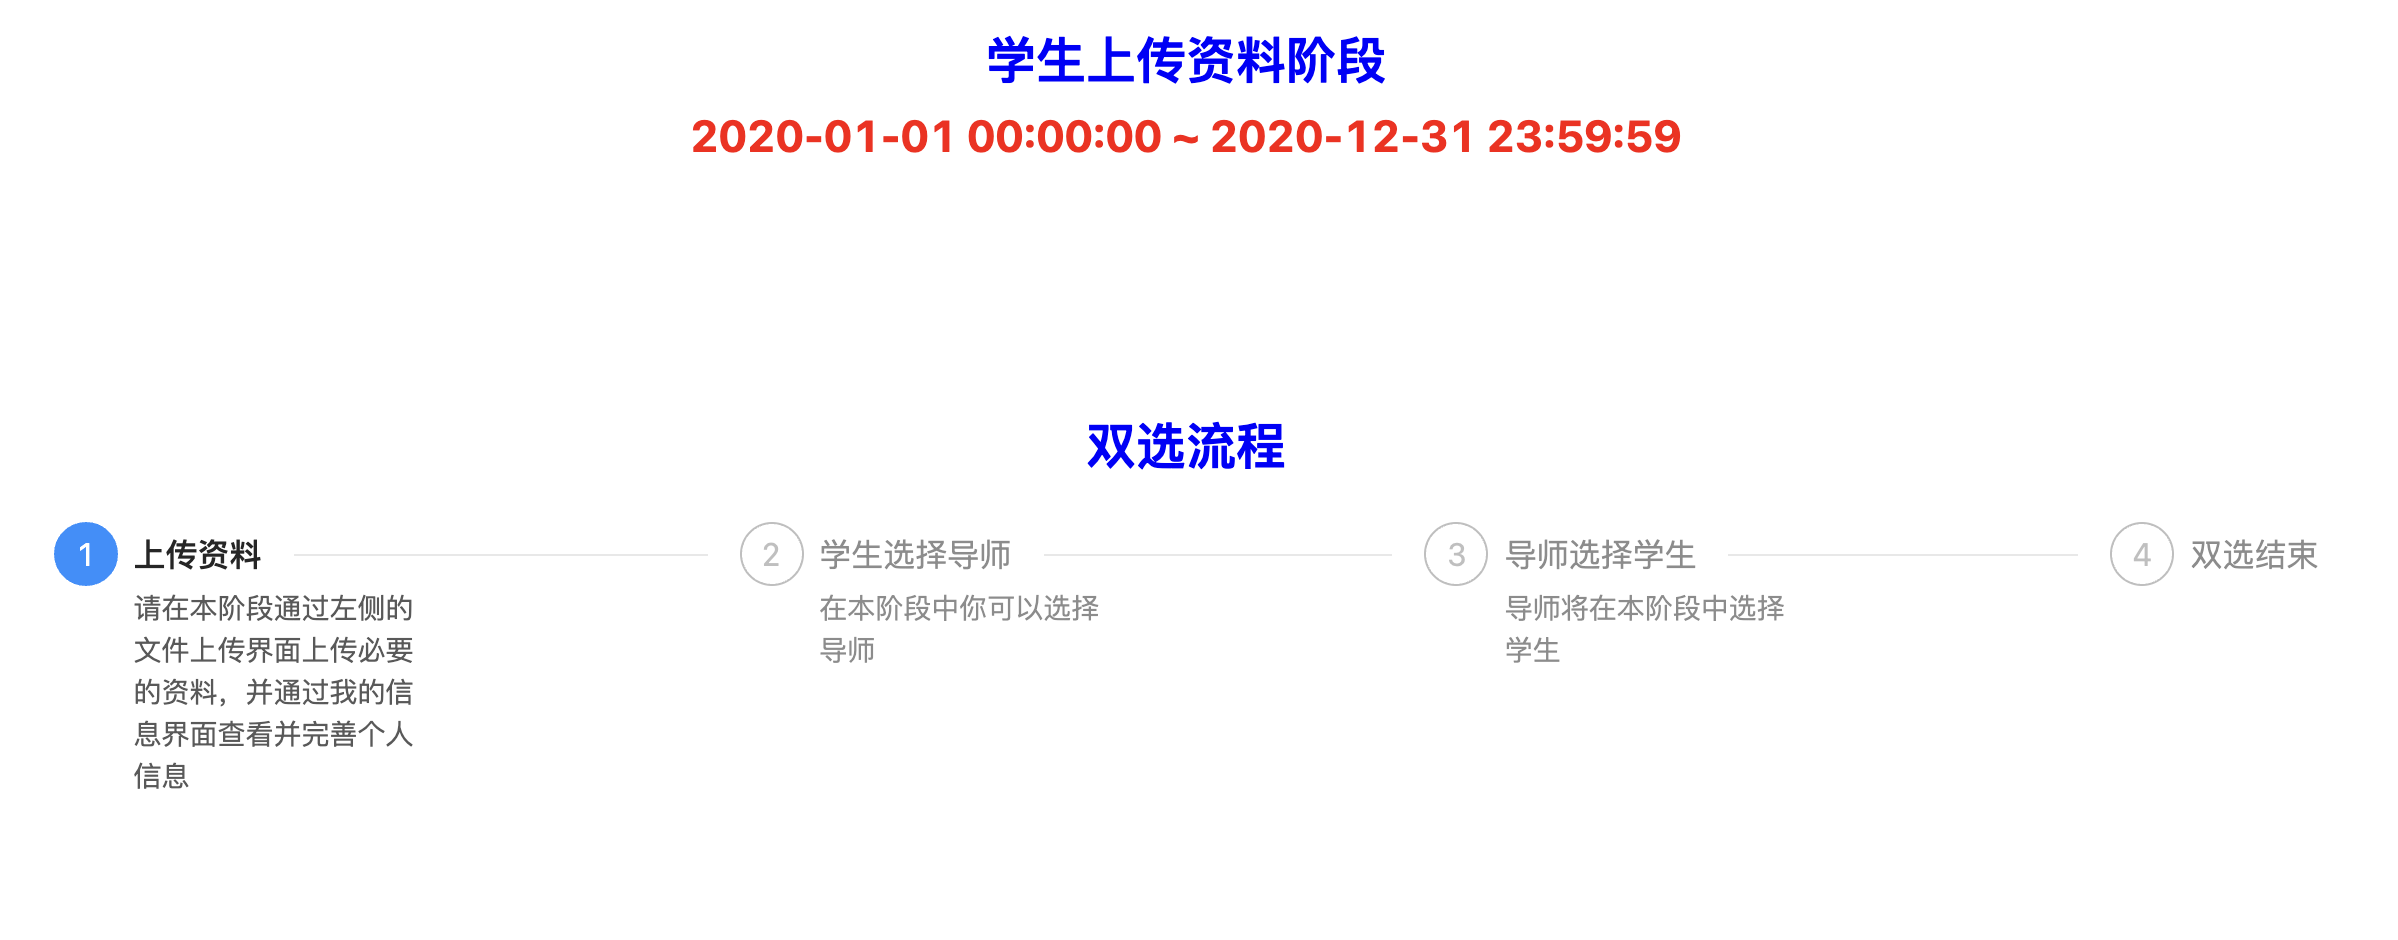 学生上传资料阶段
2020-01-01 00:00:00 ~ 2020-12-31 23:59:59
双选流程
1 上传资料
请在本阶段通过左侧的
文件上传界面上传必要
的资料，并通过我的信
息界面查看并完善个人
信息
2 学生选择导师
在本阶段中你可以选择
导师
3 导师选择学生
导师将在本阶段中选择
学生
4 双选结束